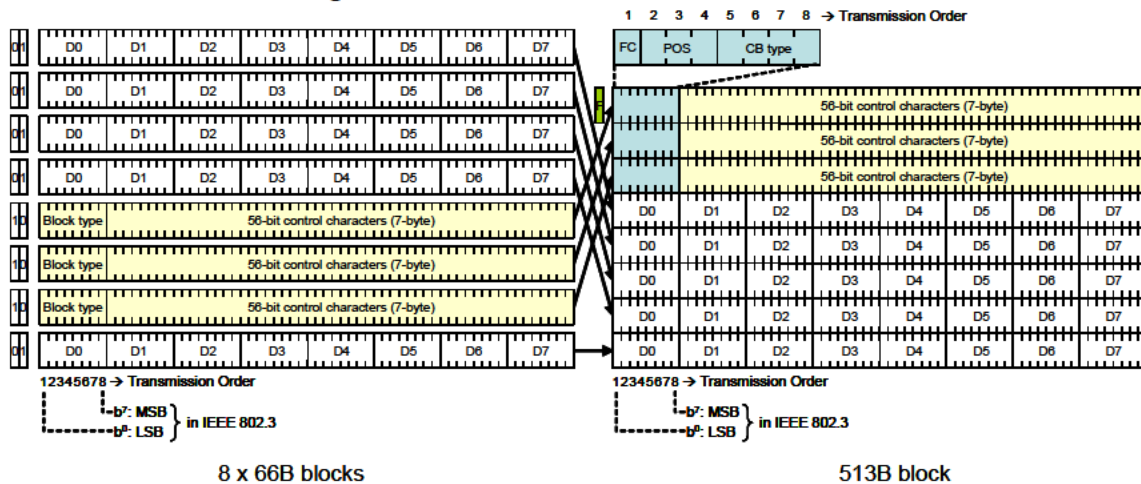 1 2 3 4 5 6 7 8 → Transmission Order
FC POS CB type
01 D0 D1 D2 D3 D4 D5 D6 D7
01 D0 D1 D2 D3 D4 D5 D6 D7
01 D0 D1 D2 D3 D4 D5 D6 D7
01 D0 D1 D2 D3 D4 D5 D6 D7
10 Block type 56-bit control characters (7-byte)
10 Block type 56-bit control characters (7-byte)
10 Block type 56-bit control characters (7-byte)
01 D0 D1 D2 D3 D4 D5 D6 D7
12345678 → Transmission Order
b7: MSB
b0: LSB
in IEEE 802.3
8 x 66B blocks
F
56-bit control characters (7-byte)
56-bit control characters (7-byte)
56-bit control characters (7-byte)
D0 D1 D2 D3 D4 D5 D6 D7
D0 D1 D2 D3 D4 D5 D6 D7
D0 D1 D2 D3 D4 D5 D6 D7
D0 D1 D2 D3 D4 D5 D6 D7
D0 D1 D2 D3 D4 D5 D6 D7
12345678 → Transmission Order
b7: MSB
b0: LSB
in IEEE 802.3
513B block